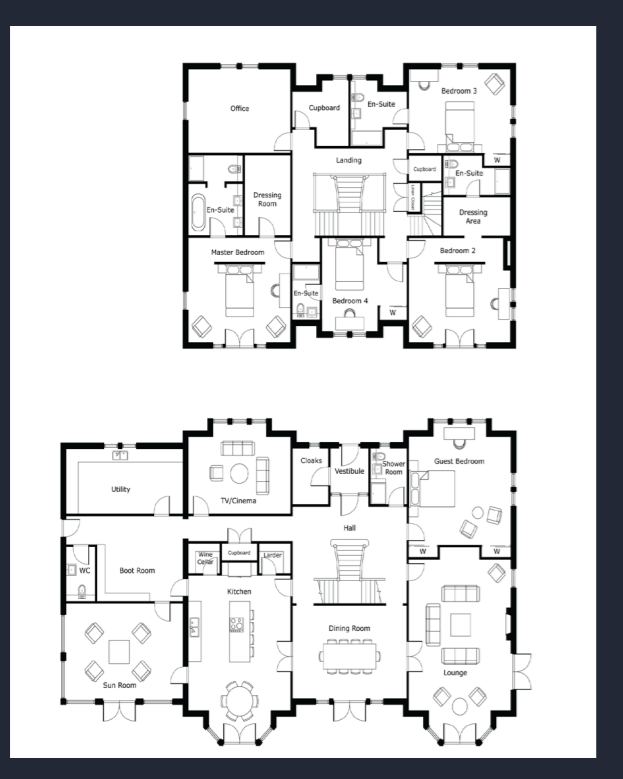 Office
Cupboard
En-Suite
Bedroom 3
Landing
Cupboard
En-Suite
W
Dressing
Room
En-Suite
Linen Closet
Dressing
Area
Master Bedroom
Bedroom 2
En-Suite
Bedroom 4
W
Cloaks
Vestibule
Shower
Room
Guest Bedroom
Utility
TV/Cinema
Hall
WC
Boot Room
Wine
Cellar
Cupboard
Larder
W
W
Kitchen
Dining Room
Sun Room
Lounge